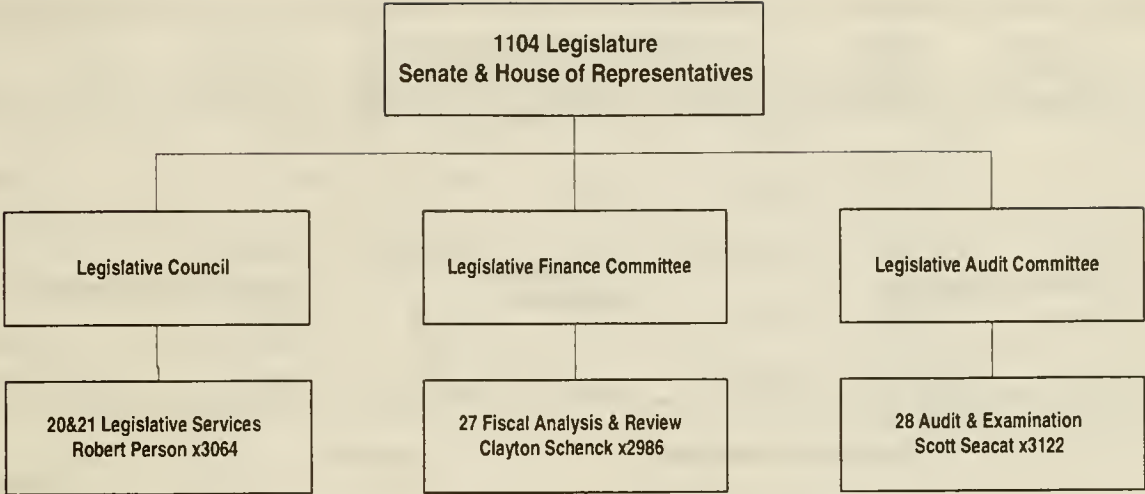 1104 Legislature
Senate & House of Representatives
Legislative Council
Legislative Finance Committee
Legislative Audit Committee
20&21 Legislative Services
Robert Person x3064
27 Fiscal Analysis & Review
Clayton Schenck x2986
28 Audit & Examination
Scott Seacat x3122